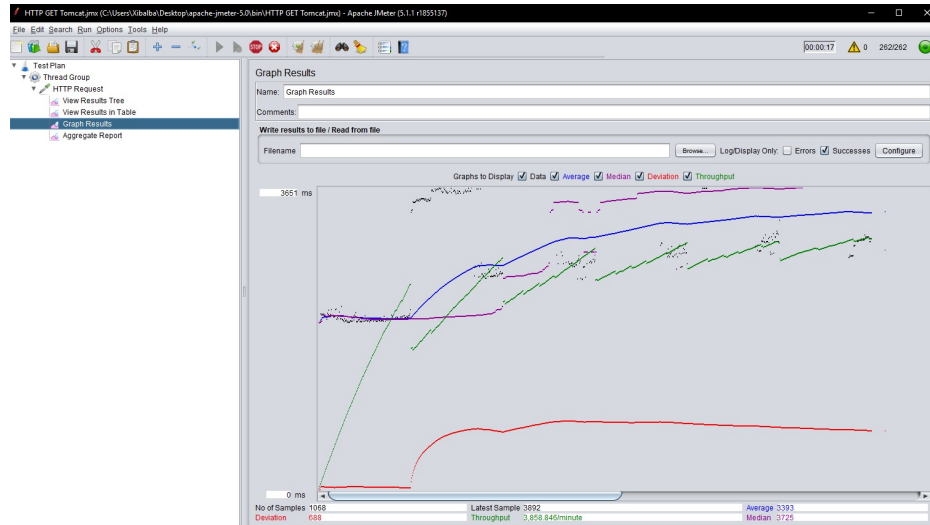 HTTP GET Tomcat.jmx (C:\Users\Xibalba\Desktop\apache-jmeter-5.0\bin\HTTP GET Tomcat.jmx) - Apache JMeter (5.1.1 r1855137)
File Edit Search Run Options Tools Help
STOP ? 00:00:17 0 262/262
Test Plan
Thread Group
HTTP Request
View Results Tree
View Results in Table
Graph Results
Aggregate Report
Graph Results
Name: Graph Results
Comments:
Write results to file / Read from file
Filename Browse... Log/Display Only: Errors Successes Configure
Graphs to Display Data Average Median Deviation Throughput
3651 ms
0 ms
No of Samples 1068 Latest Sample 3892 Average 3393
Deviation 688 Throughput 3,858.846/minute Median 3725